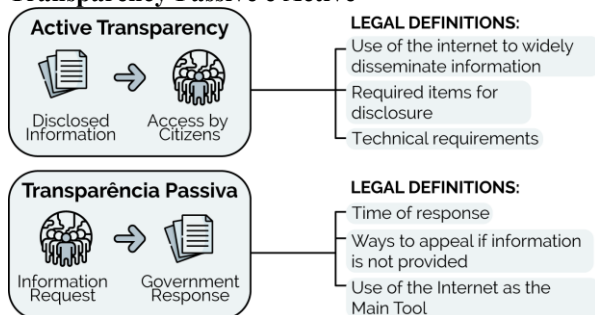 Transparency Passive e Active
Active Transparency
Disclosed
Information
Access by
Citizens
LEGAL DEFINITIONS:
Use of the internet to widely
disseminate information
Required items for
disclosure
Technical requirements
Transparência Passiva
Information
Request
Government
Response
LEGAL DEFINITIONS:
Time of response
Ways to appeal if information
is not provided
Use of the Internet as the
Main Tool